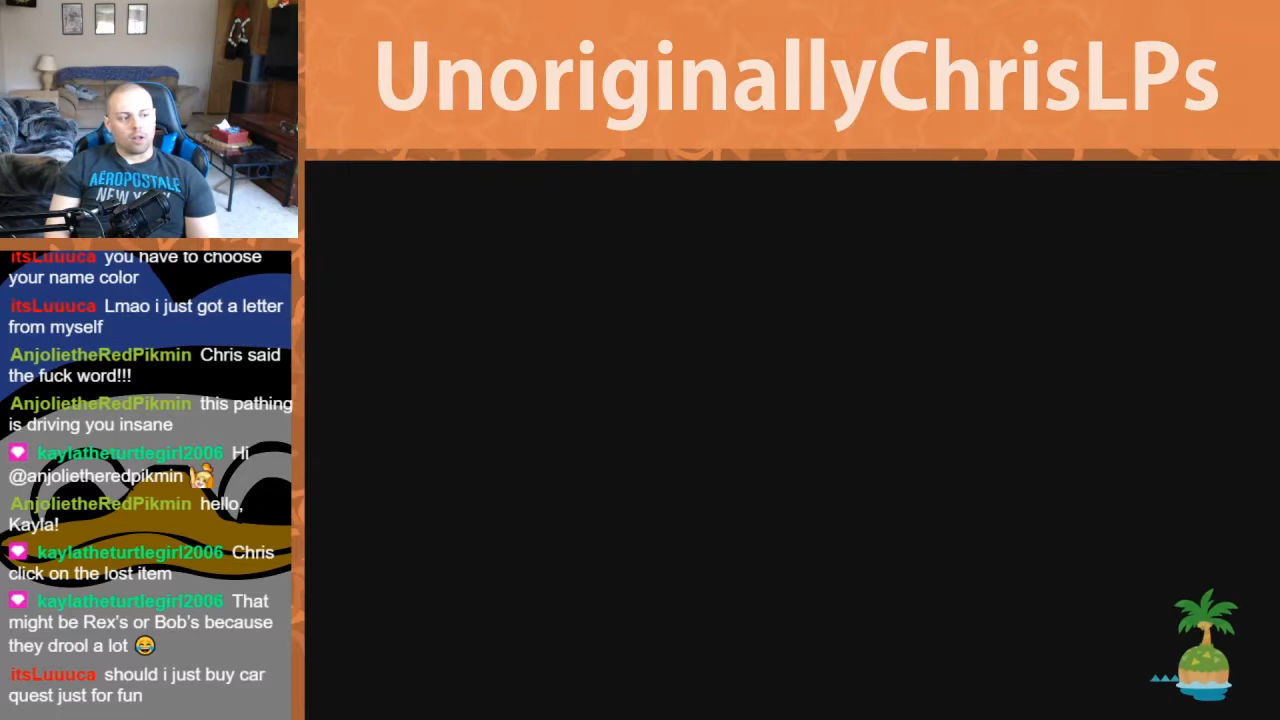 UnoriginallyChrisLPs
AÉROPOSTALE
NEW
itsLuuuca you have to choose
your name color
itsLuuuca Lmao i just got a letter
from myself
AnjolietheRedPikmin Chris said
the fuck word!!!
AnjolietheRedPikmin this pathing
is driving you insane
kaylatheturtlegirl2006 Hi
@anjolietheredpikmin
AnjolietheRedPikmin hello,
Kayla!
kaylatheturtlegirl2006 Chris
click on the lost item
kaylatheturtlegirl2006 That
might be Rex's or Bob's because
they drool a lot
itsLuuuca should i just buy car
quest just for fun